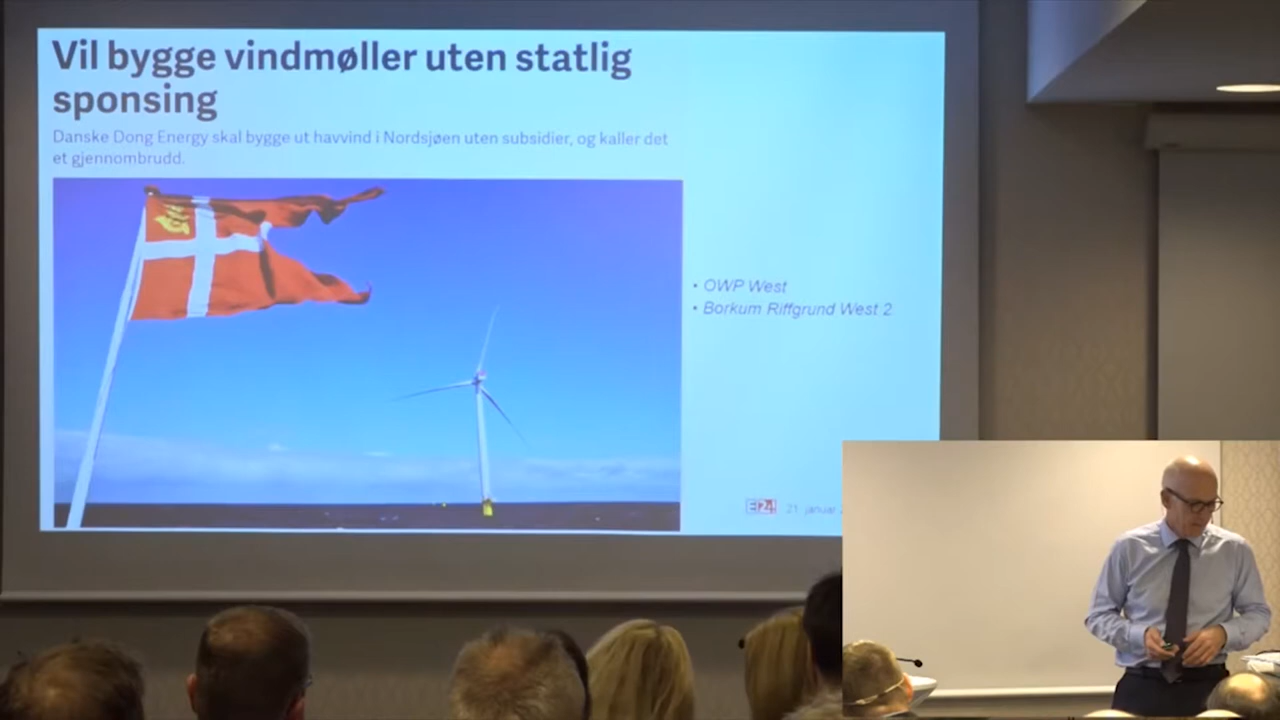 Vil bygge vindmøller uten statlig
sponsing
Danske Dong Energy skal bygge ut havvind i Nordsjøen uten subsidier, og kaller det
et gjennombrudd.
• OWP West
• Borkum Riffgrund West 2
E24! 21. januar